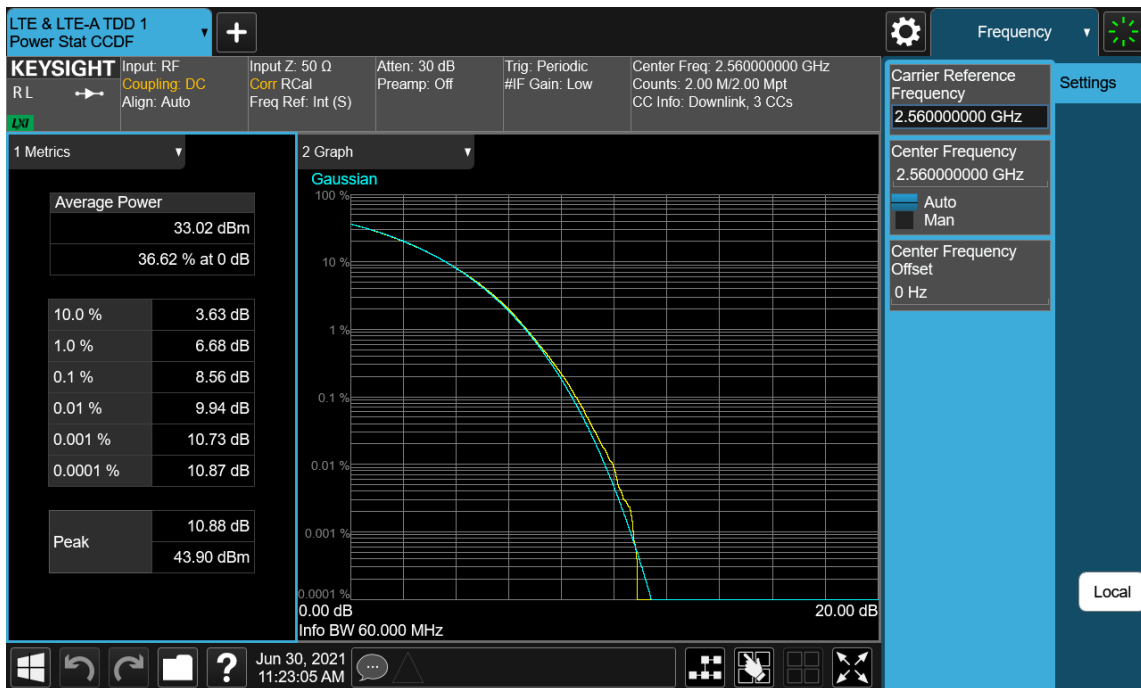 LTE & LTE-A TDD 1
Power Stat CCDF
Frequency
KEYSIGHT
RL
LXI
Input: RF
Coupling: DC
Align: Auto
Input Z: 50 Ω
Corr RCal
Freq Ref: Int (S)
Atten: 30 dB
Preamp: Off
Trig: Periodic
#IF Gain: Low
Center Freq: 2.560000000 GHz
Counts: 2.00 M/2.00 Mpt
CC Info: Downlink, 3 CCs
Carrier Reference
Frequency
2.560000000 GHz
Settings
Center Frequency
2.560000000 GHz
Auto
Man
Center Frequency
Offset
0 Hz
Local
1 Metrics
Average Power
33.02 dBm
36.62 % at 0 dB
10.0 % 3.63 dB
1.0 % 6.68 dB
0.1 % 8.56 dB
0.01 % 9.94 dB
0.001 % 10.73 dB
0.0001 % 10.87 dB
Peak
10.88 dB
43.90 dBm
2 Graph
Gaussian
100 %
10 %
1 %
0.1 %
0.01 %
0.001 %
0.0001 %
0.00 dB
20.00 dB
Info BW 60.000 MHz
?
Jun 30, 2021
11:23:05 AM